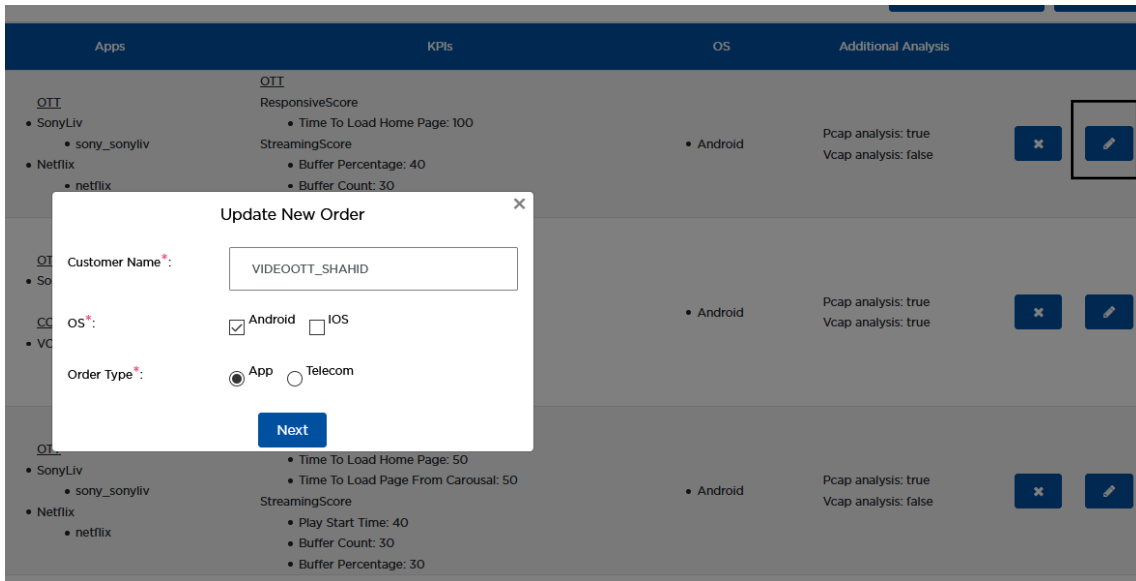 Apps KPIs OS Additional Analysis
OTT
SonyLiv
sony_sonyliv
Netflix
netflix
OTT
ResponsiveScore
Time To Load Home Page: 100
StreamingScore
Buffer Percentage: 40
Buffer Count: 30
Android
Pcap analysis: true
Vcap analysis: false
Update New Order
Customer Name*:
VIDEOOTT_SHAHID
OS*:
Android IOS
Order Type*:
App Telecom
Next
Android
Pcap analysis: true
Vcap analysis: true
SonyLiv
sony_sonyliv
Netflix
netflix
Time To Load Home Page: 50
Time To Load Page From Carousal: 50
StreamingScore
Play Start Time: 40
Buffer Count: 30
Buffer Percentage: 30
Android
Pcap analysis: true
Vcap analysis: false